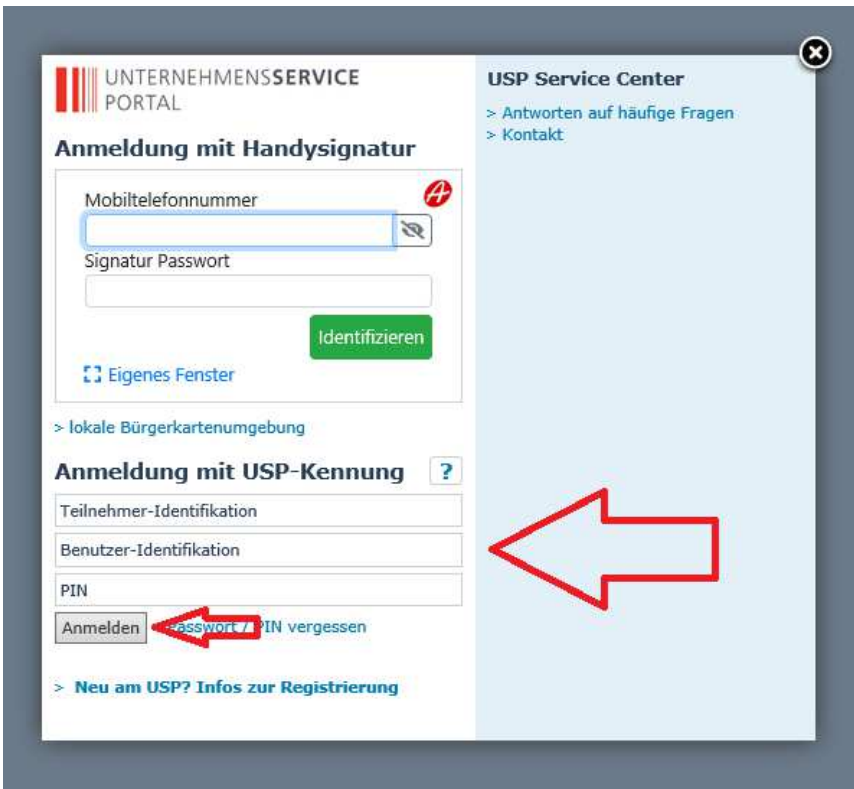 UNTERNEHMENSSERVICE
PORTAL
Anmeldung mit Handysignatur
Mobiltelefonnummer
Signatur Passwort
Identifizieren
Eigenes Fenster
> lokale Bürgerkartenumgebung
Anmeldung mit USP-Kennung ?
Teilnehmer-Identifikation
Benutzer-Identifikation
PIN
Anmelden Passwort / PIN vergessen
> Neu am USP? Infos zur Registrierung
USP Service Center
> Antworten auf häufige Fragen
> Kontakt